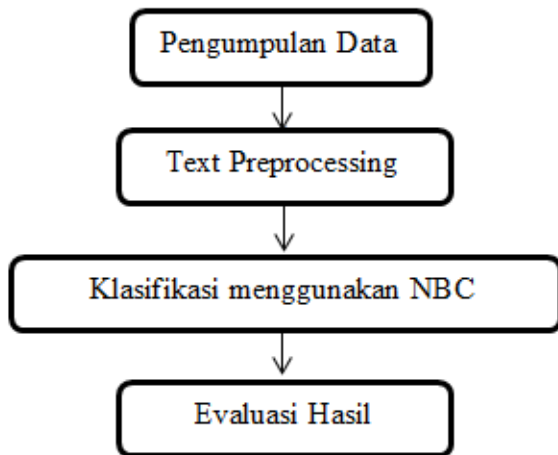 Pengumpulan Data
Text Preprocessing
Klasifikasi menggunakan NBC
Evaluasi Hasil